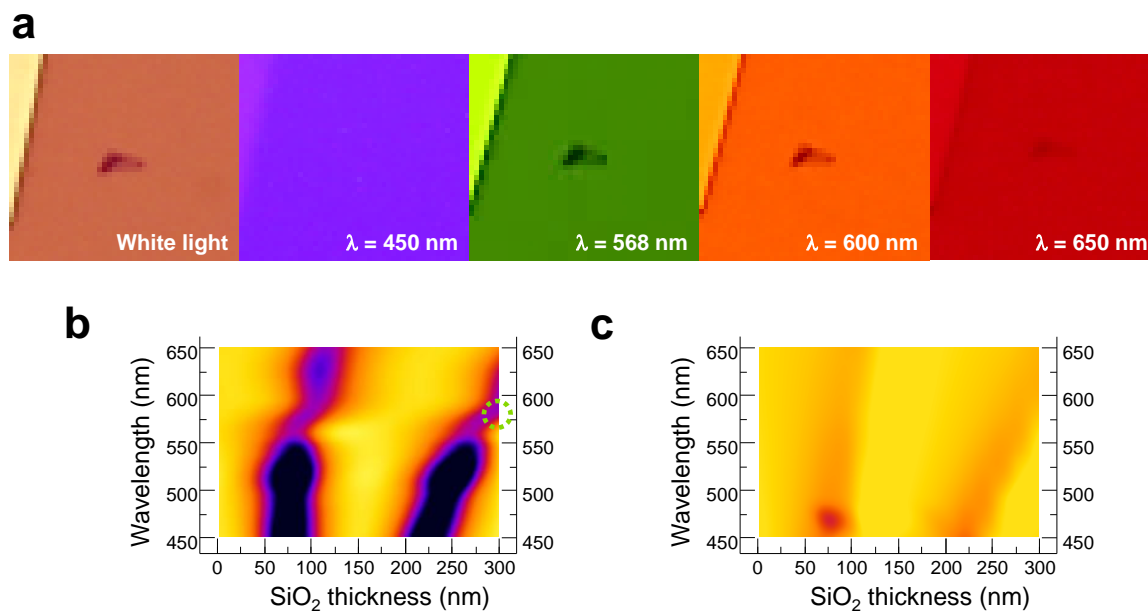 a
White light
λ = 450 nm
λ = 568 nm
λ = 600 nm
λ = 650 nm
b
Wavelength (nm)
650
600
550
500
450
650
600
550
500
450
0
50
100
150
200
250
300
SiO₂ thickness (nm)
c
Wavelength (nm)
650
600
550
500
450
650
600
550
500
450
0
50
100
150
200
250
300
SiO₂ thickness (nm)